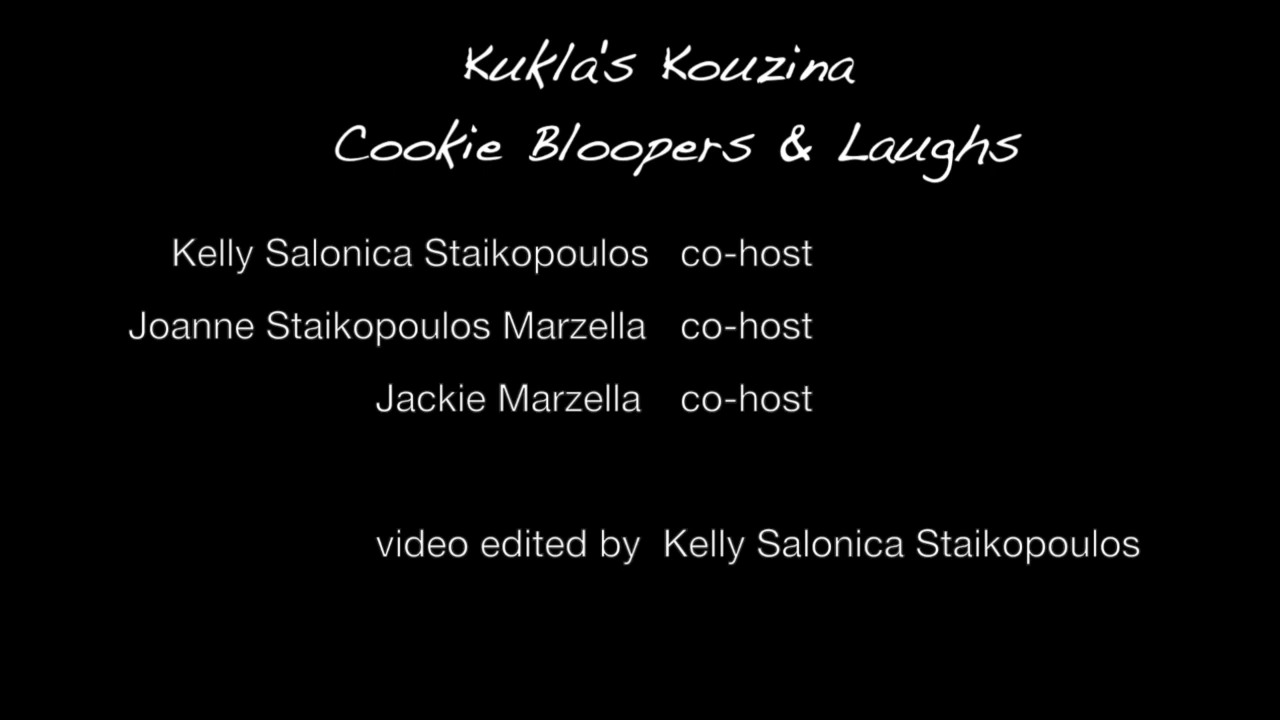 Kukla's Kouzina
Cookie Bloopers & Laughs
Kelly Salonica Staikopoulos co-host
Joanne Staikopoulos Marzella co-host
Jackie Marzella co-host
video edited by Kelly Salonica Staikopoulos